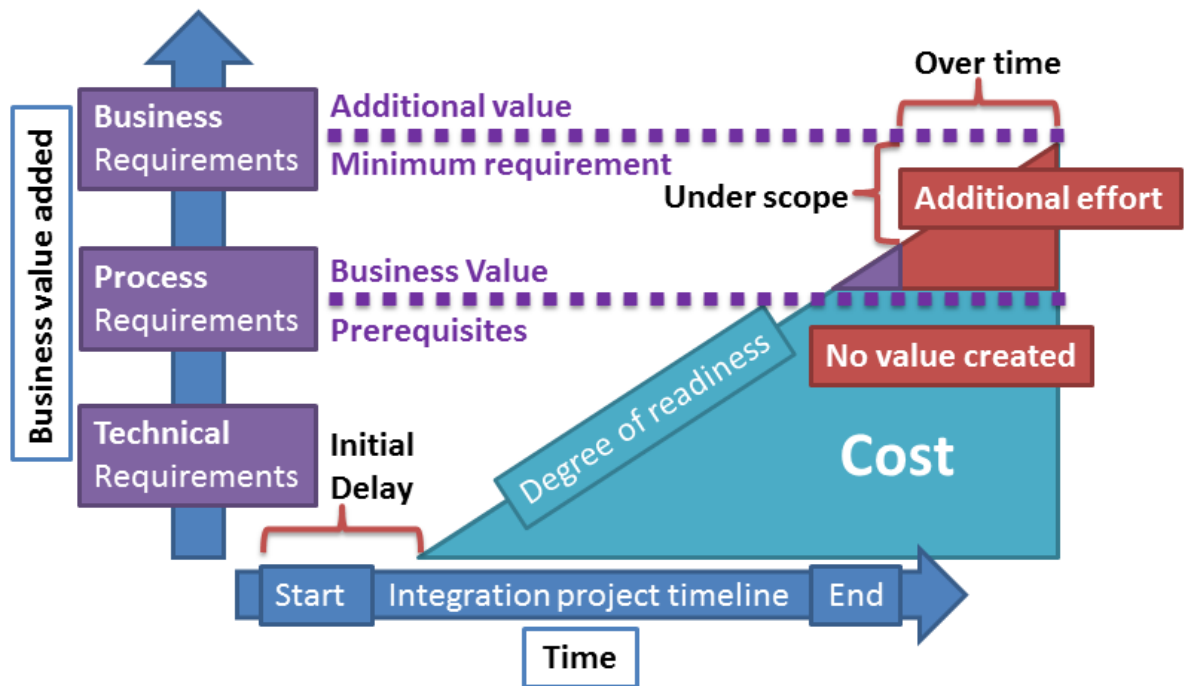 Over time
Additional value
Business
Requirements
Minimum requirement
Under scope
Additional effort
Business value added
Process
Requirements
Business Value
Prerequisites
No value created
Degree of readiness
Technical
Requirements
Initial
Delay
Cost
Start
Integration project timeline
End
Time